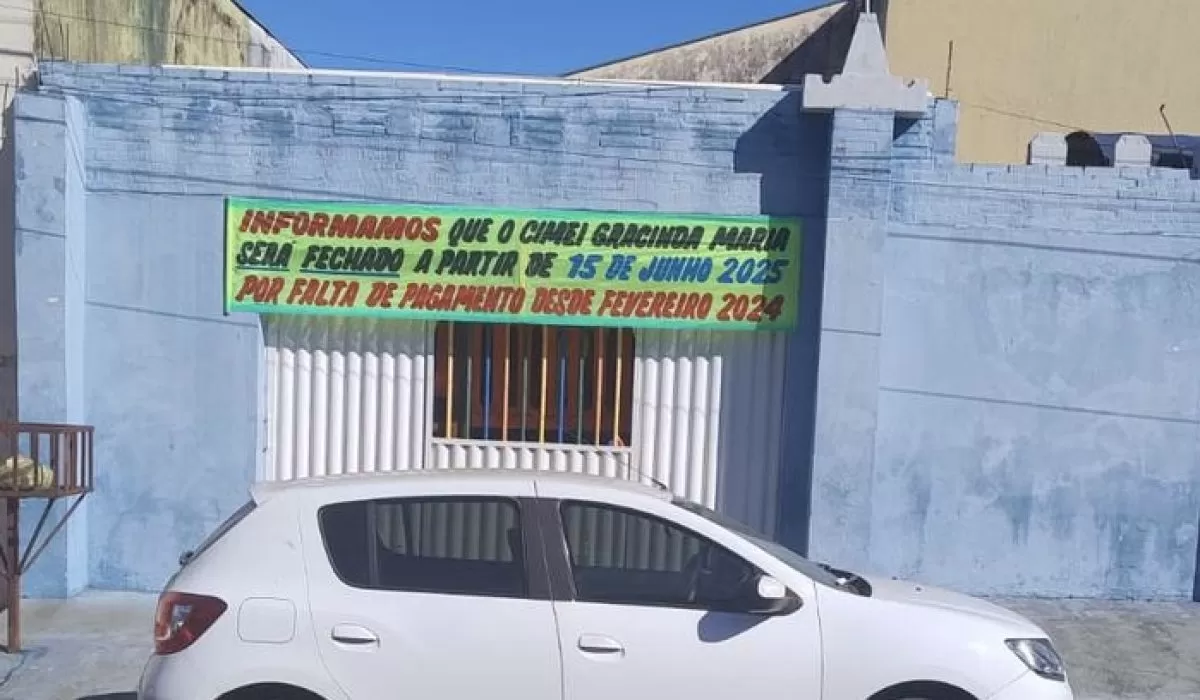 INFORMAMOS QUE O CIMEI GRACINDA MARIA
SERÁ FECHADO A PARTIR DE 15 DE JUNHO 2025
POR FALTA DE PAGAMENTO DESDE FEVEREIRO 2024